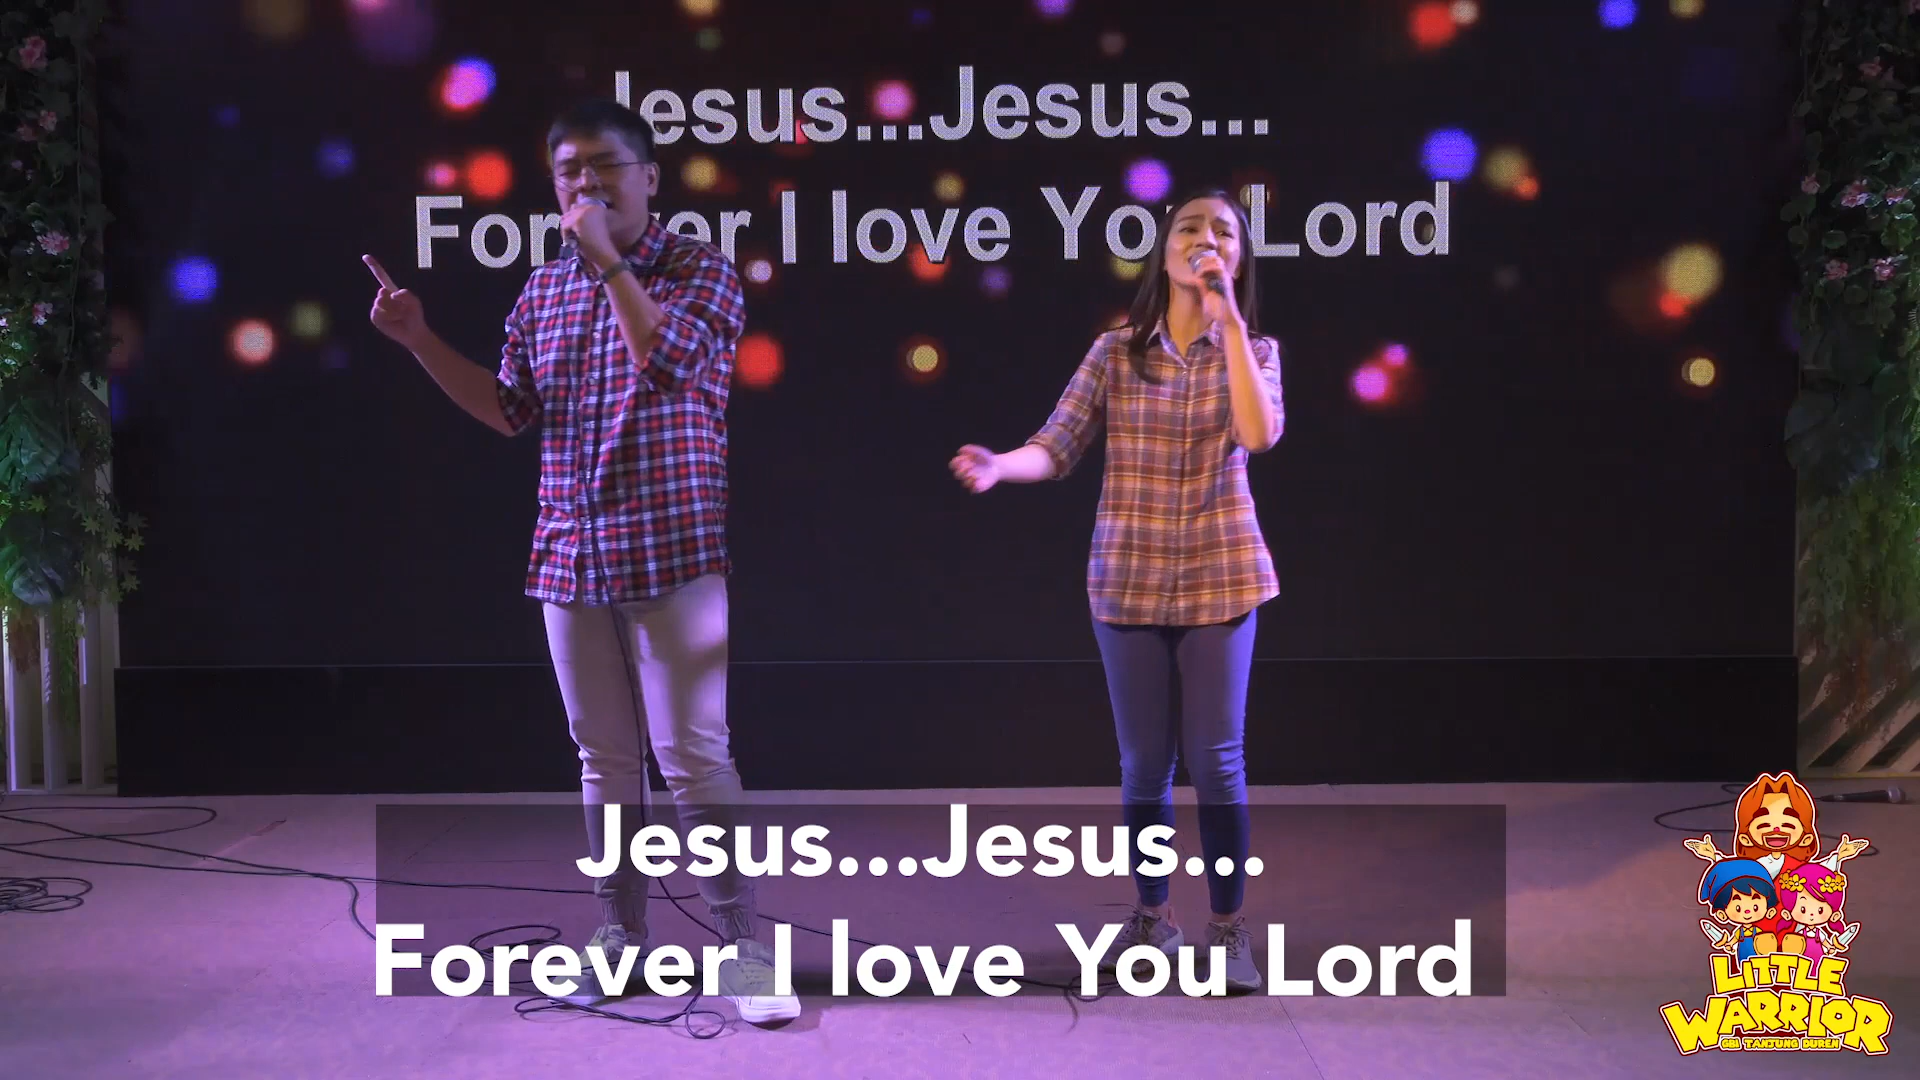 Jesus...Jesus...
Forever I love You Lord
Jesus...Jesus...
Forever I love You Lord
LITTLE
WARRIOR
GBI TANJUNG DUREN